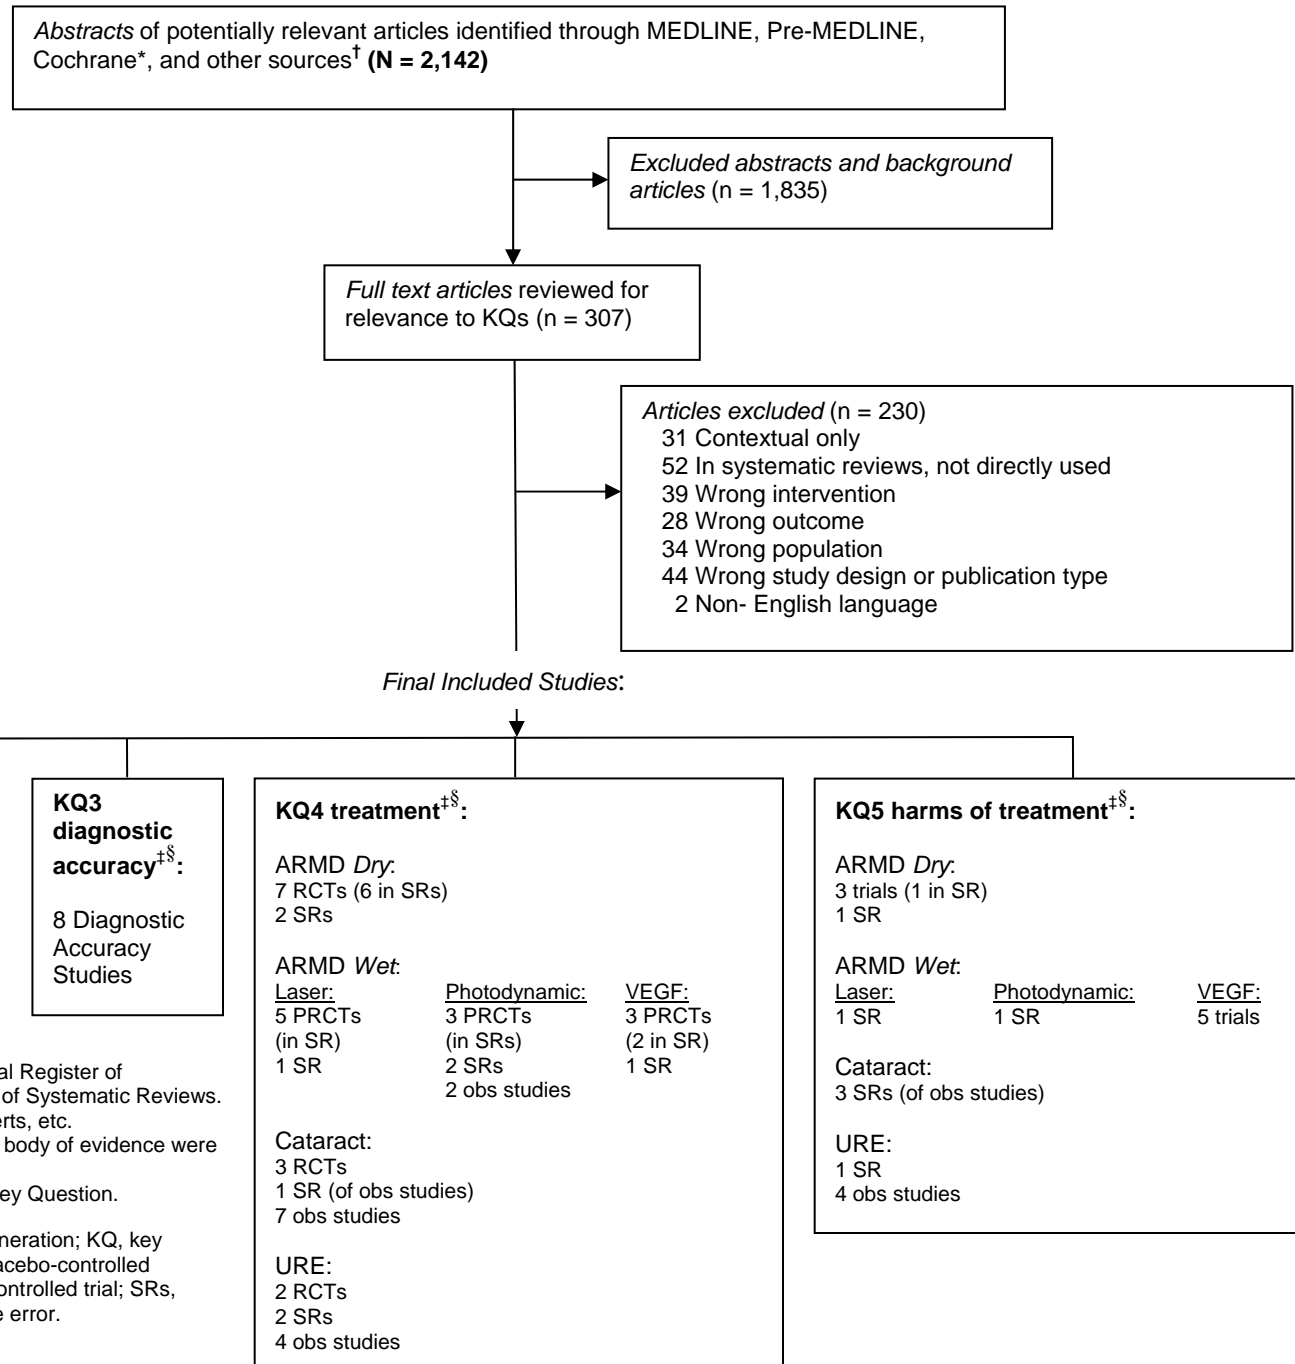 Abstracts of potentially relevant articles identified through MEDLINE, Pre-MEDLINE,
Cochrane*, and other sources† (N = 2,142)
Excluded abstracts and background
articles (n = 1,835)
Full text articles reviewed for
relevance to KQs (n = 307)
Articles excluded (n = 230)
31 Contextual only
52 In systematic reviews, not directly used
39 Wrong intervention
28 Wrong outcome
34 Wrong population
44 Wrong study design or publication type
2 Non- English language
Final Included Studies:
KQ3
diagnostic
accuracy‡§:
8 Diagnostic
Accuracy
Studies
KQ4 treatment‡§:
ARMD Dry:
7 RCTs (6 in SRs)
2 SRs
ARMD Wet:
Laser: Photodynamic: VEGF:
5 PRCTs 3 PRCTs 3 PRCTs
(in SR) (in SRs) (2 in SR)
1 SR 2 SRs 1 SR
2 obs studies
Cataract:
3 RCTs
1 SR (of obs studies)
7 obs studies
URE:
2 RCTs
2 SRs
4 obs studies
KQ5 harms of treatment‡§:
ARMD Dry:
3 trials (1 in SR)
1 SR
ARMD Wet:
Laser: Photodynamic: VEGF:
1 SR 1 SR 5 trials
Cataract:
3 SRs (of obs studies)
URE:
1 SR
4 obs studies
al Register of
of Systematic Reviews.
erts, etc.
body of evidence were
ey Question.
neration; KQ, key
acebo-controlled
ontrolled trial; SRs,
e error.